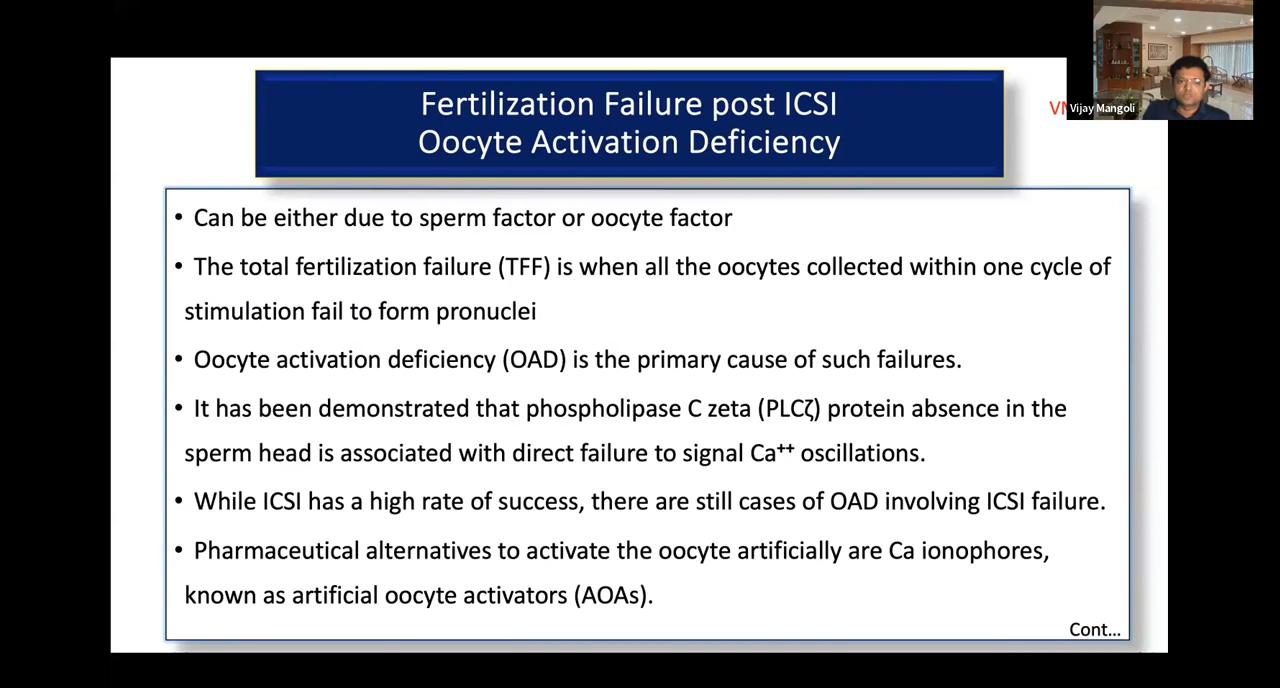 Fertilization Failure post ICSI
Oocyte Activation Deficiency
Vijay Mangoli
• Can be either due to sperm factor or oocyte factor
• The total fertilization failure (TFF) is when all the oocytes collected within one cycle of
stimulation fail to form pronuclei
• Oocyte activation deficiency (OAD) is the primary cause of such failures.
• It has been demonstrated that phospholipase C zeta (PLCζ) protein absence in the
sperm head is associated with direct failure to signal Ca⁺⁺ oscillations.
• While ICSI has a high rate of success, there are still cases of OAD involving ICSI failure.
• Pharmaceutical alternatives to activate the oocyte artificially are Ca ionophores,
known as artificial oocyte activators (AOAs).
Cont...